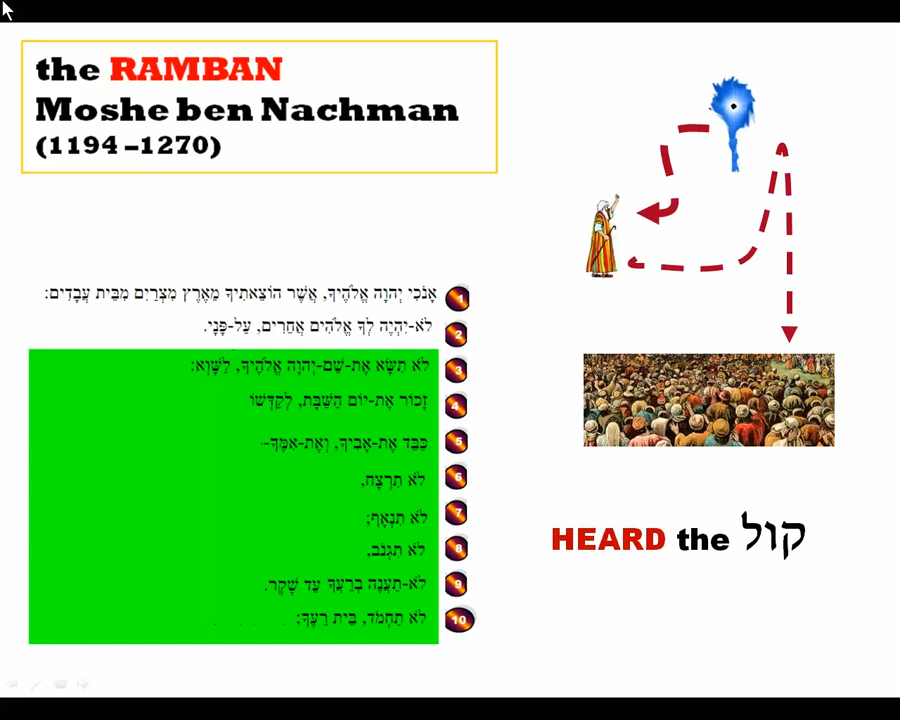 the RAMBAN
Moshe ben Nachman
(1194 –1270)
אָנֹכִי יְהוָה אֱלֹהֶיךָ, אֲשֶׁר הוֹצֵאתִיךָ מֵאֶרֶץ מִצְרַיִם מִבֵּית עֲבָדִים:
1
לֹא-יִהְיֶה לְךָ אֱלֹהִים אֲחֵרִים, עַל-פָּנָי.
2
לֹא תִשָּׂא אֶת-שֵׁם-יְהוָה אֱלֹהֶיךָ, לַשָּׁוְא:
3
זָכוֹר אֶת-יוֹם הַשַּׁבָּת, לְקַדְּשׁוֹ
4
כַּבֵּד אֶת-אָבִיךָ, וְאֶת-אִמֶּךָ-
5
לֹא תִרְצָח,
6
לֹא תִנְאָף;
7
לֹא תִגְנֹב,
8
לֹא-תַעֲנֶה בְרֵעֲךָ עֵד שָׁקֶר.
9
לֹא תַחְמֹד, בֵּית רֵעֶךָ;
10
HEARD the קול